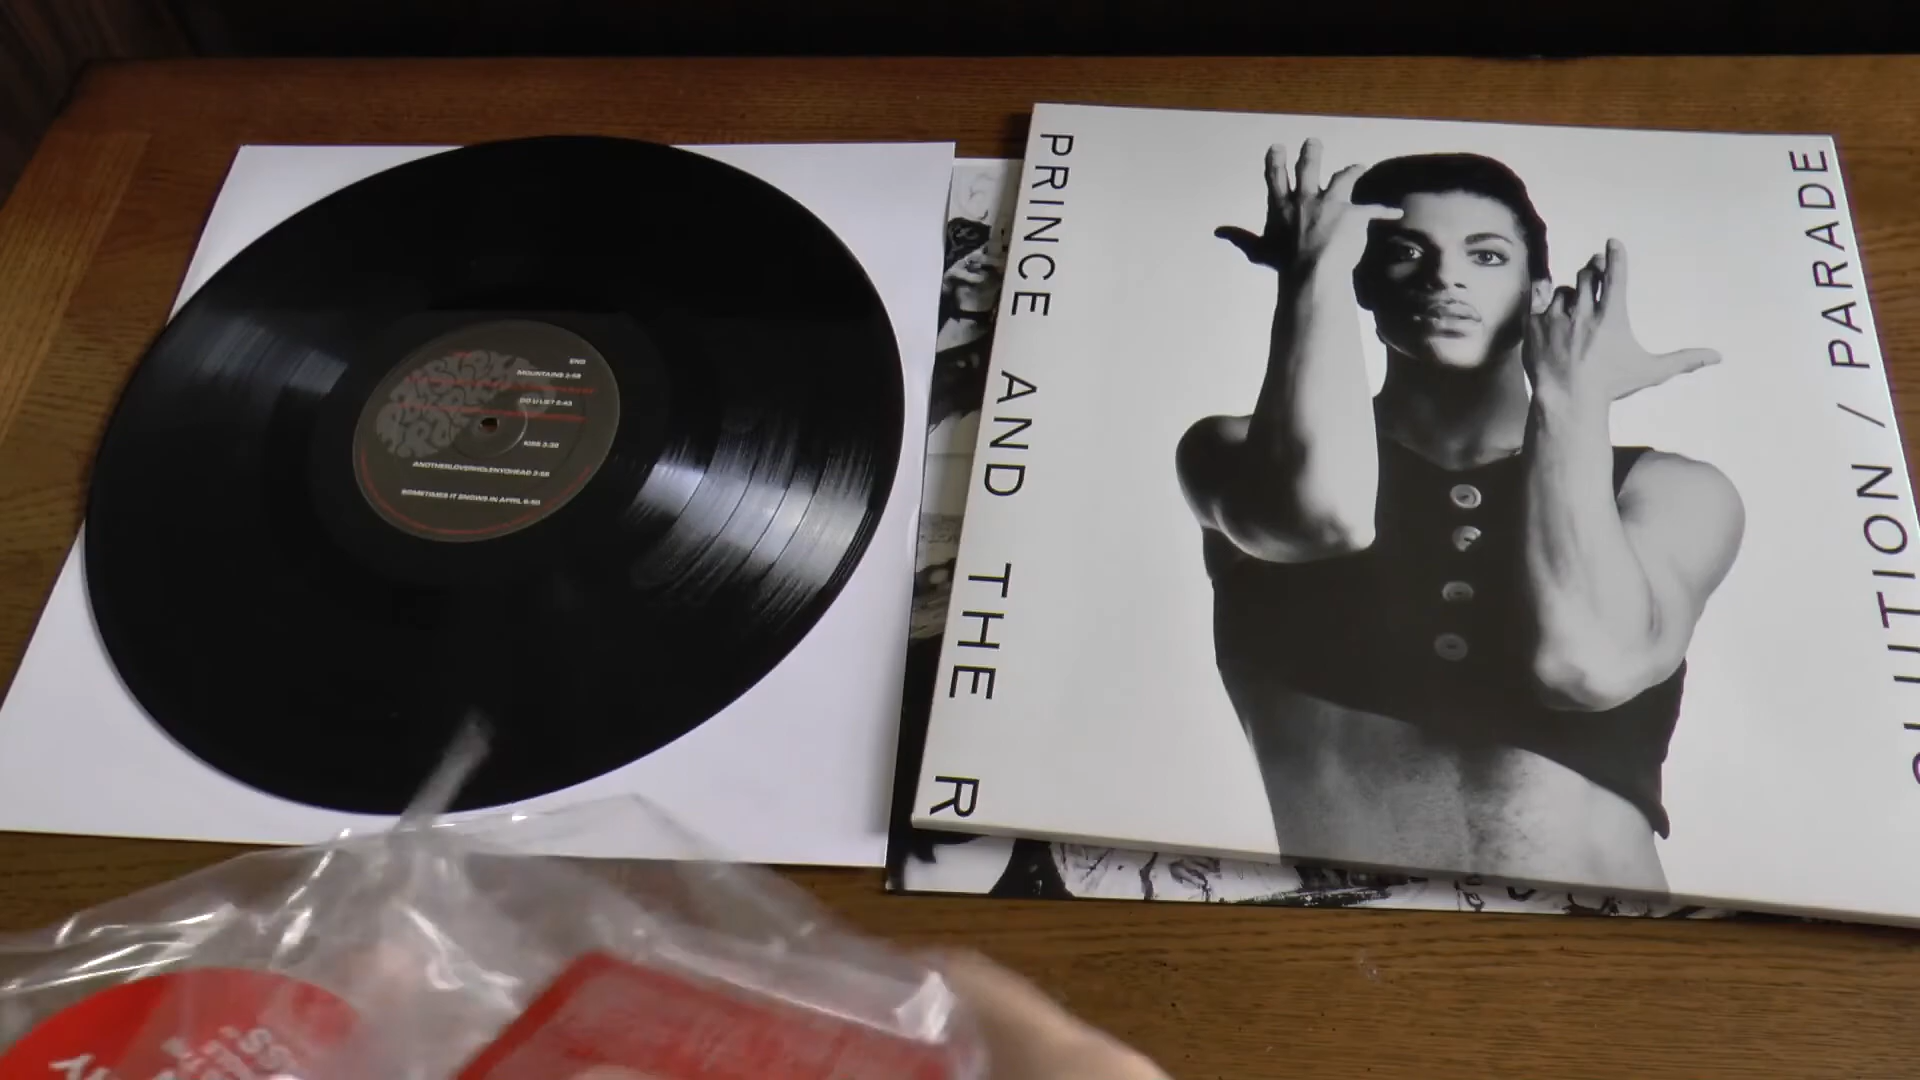 END
MOUNTAINS 3:58
DO U LIE? 2:43
KISS 3:38
ANOTHERLOVERHOLENYOHEAD 3:58
SOMETIMES IT SNOWS IN APRIL 6:50
PRINCE AND THE R
OLUTION / PARADE